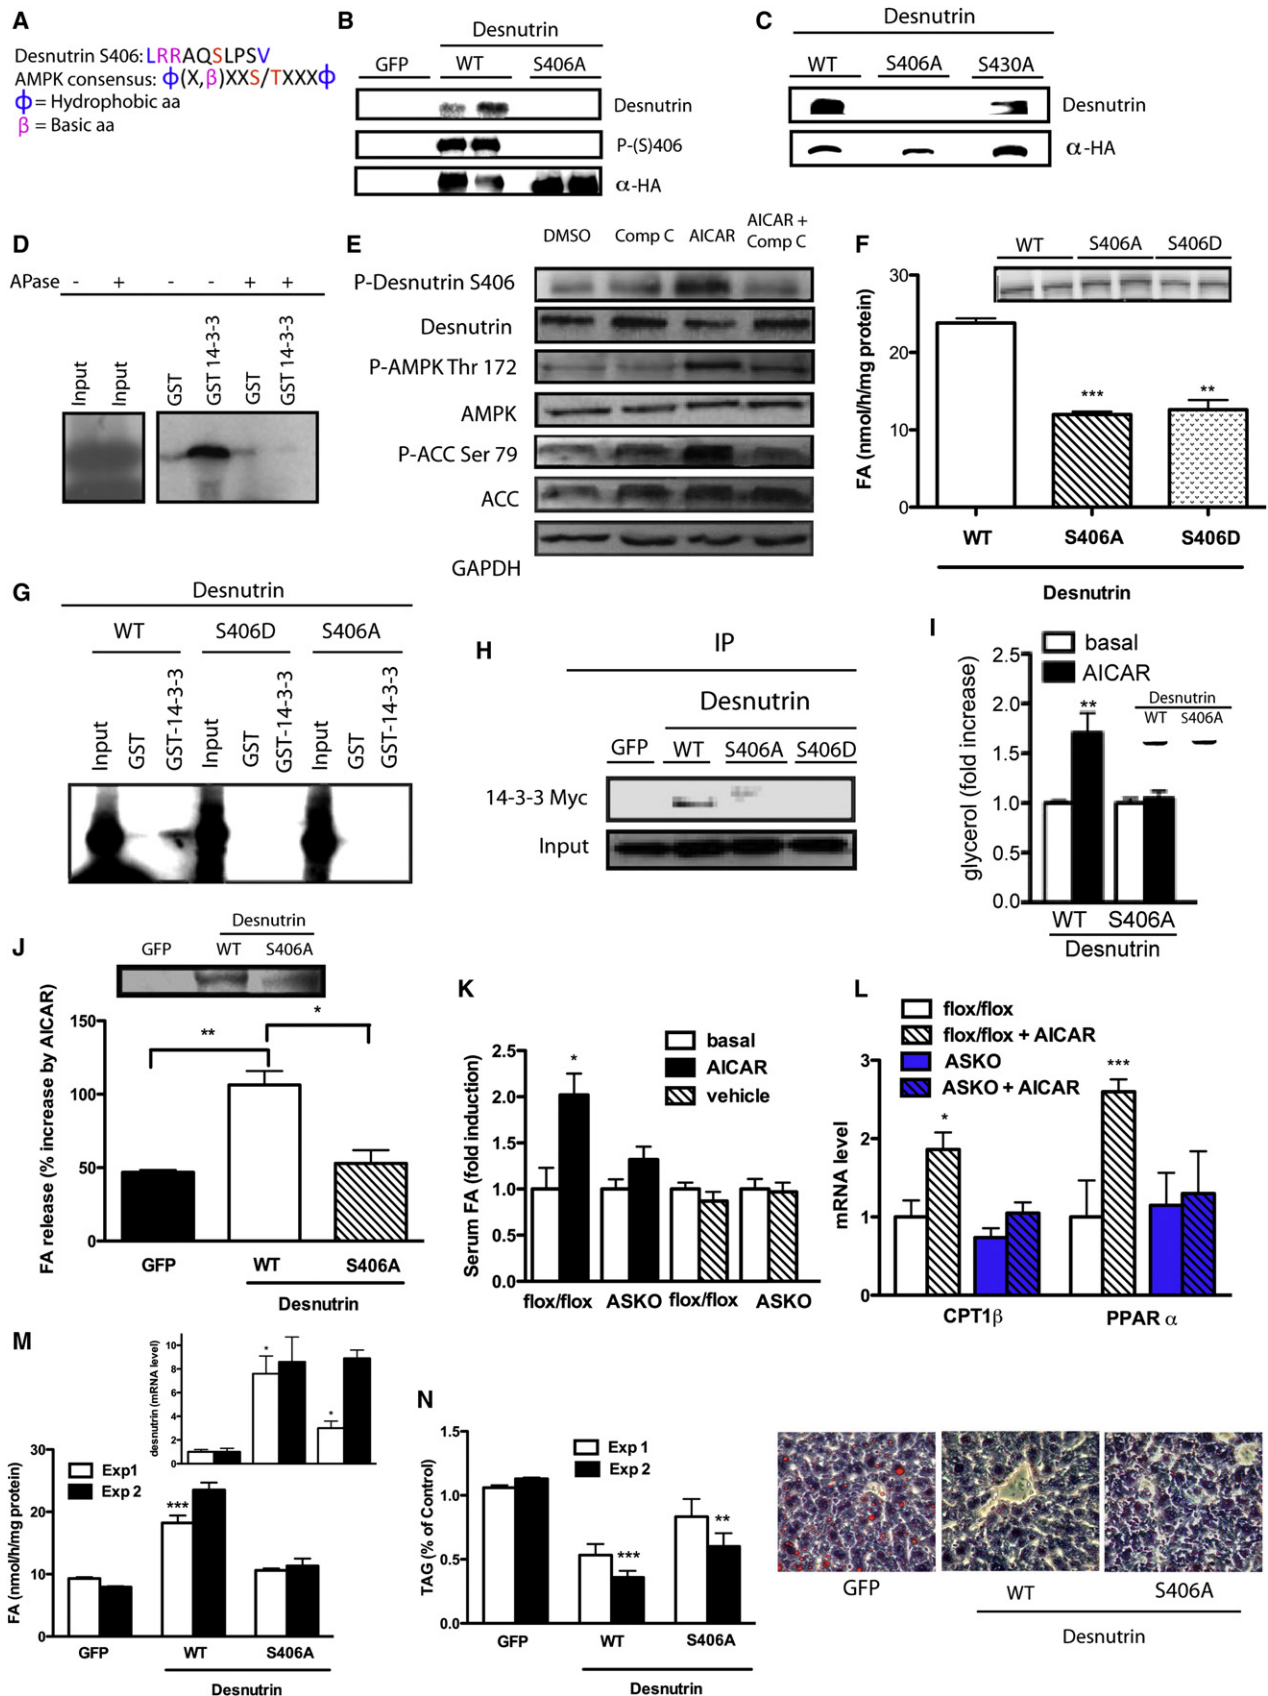 A
Desnutrin S406: LRRAQSLPSV
AMPK consensus: ϕ(X,β)XXS/TXXXϕ
ϕ = Hydrophobic aa
β = Basic aa
B
Desnutrin
GFP WT S406A
Desnutrin
P-(S)406
α-HA
C
Desnutrin
WT S406A S430A
Desnutrin
α-HA
D
APase - + - - + +
Input Input GST GST 14-3-3 GST GST 14-3-3
E
DMSO Comp C AICAR AICAR + Comp C
P-Desnutrin S406
Desnutrin
P-AMPK Thr 172
AMPK
P-ACC Ser 79
ACC
GAPDH
F
WT S406A S406D
FA (nmol/h/mg protein)
30
20
10
0
***
**
WT S406A S406D
Desnutrin
G
Desnutrin
WT S406D S406A
Input GST GST-14-3-3 Input GST GST-14-3-3 Input GST GST-14-3-3
H
IP
Desnutrin
GFP WT S406A S406D
14-3-3 Myc
Input
I
basal
AICAR
glycerol (fold increase)
2.5
2.0
1.5
1.0
0.5
0.0
**
Desnutrin
WT S406A
WT S406A
Desnutrin
J
Desnutrin
GFP WT S406A
FA release (% increase by AICAR)
150
100
50
0
**
*
GFP WT S406A
Desnutrin
K
basal
AICAR
vehicle
Serum FA (fold induction)
2.5
2.0
1.5
1.0
0.5
0.0
*
flox/flox ASKO flox/flox ASKO
L
flox/flox
flox/flox + AICAR
ASKO
ASKO + AICAR
mRNA level
3
2
1
0
*
***
CPT1β PPAR α
M
desnutrin (mRNA level)
10
8
6
4
2
0
*
*
FA (nmol/h/mg protein)
30
20
10
0
Exp1
Exp 2
***
GFP WT S406A
Desnutrin
N
TAG (% of Control)
1.5
1.0
0.5
0.0
Exp 1
Exp 2
***
**
GFP WT S406A
Desnutrin
GFP WT S406A
Desnutrin